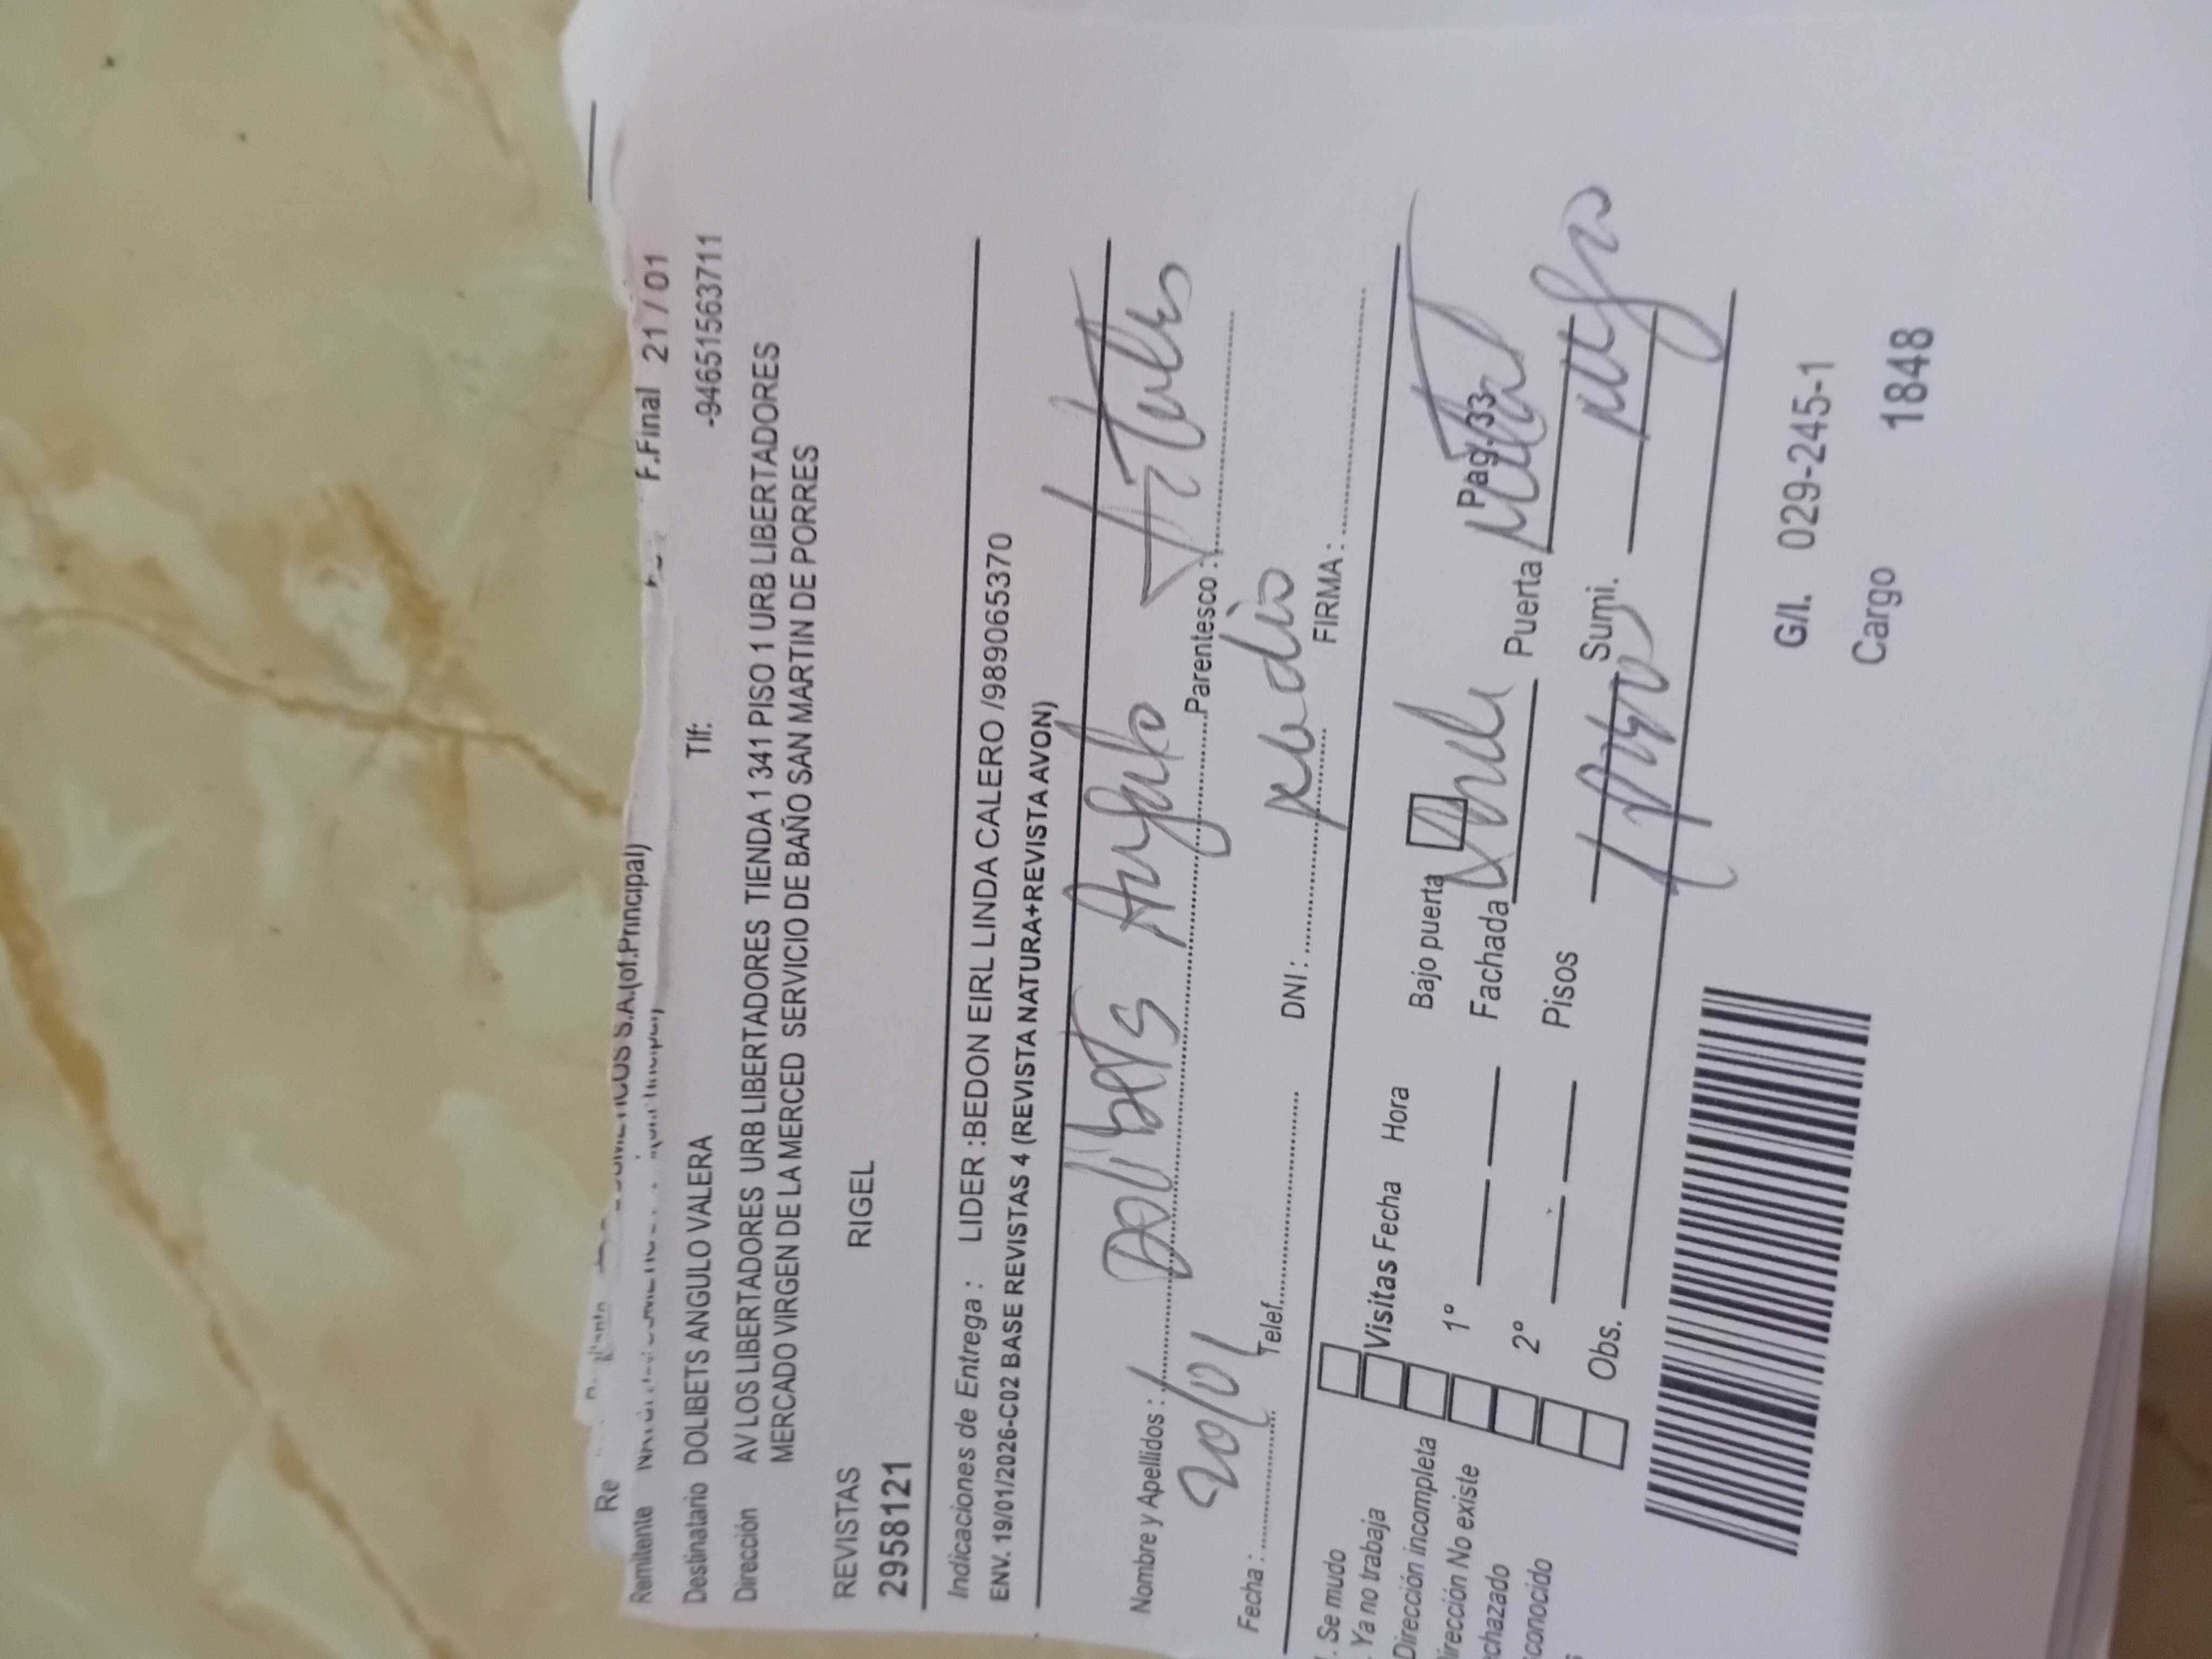 Re
F.Final 21 / 01
Remitente S.A.(of.Principal)
Destinatario DOLIBETS ANGULO VALERA Tlf: -946515563711
Dirección AV LOS LIBERTADORES URB LIBERTADORES TIENDA 1 341 PISO 1 URB LIBERTADORES
MERCADO VIRGEN DE LA MERCED SERVICIO DE BAÑO SAN MARTIN DE PORRES
REVISTAS RIGEL
2958121
Indicaciones de Entrega : LIDER :BEDON EIRL LINDA CALERO /989065370
ENV. 19/01/2026-C02 BASE REVISTAS 4 (REVISTA NATURA+REVISTA AVON)
Nombre y Apellidos : Dolibets Angulo Parentesco :
Fecha : 20/01 Telef. DNI : FIRMA :
. Se mudo
Ya no trabaja
Dirección incompleta
irección No existe
chazado
conocido
Visitas Fecha Hora Bajo puerta Pag-33-
1° Fachada Puerta
2° Pisos Sumi.
Obs.
G/I. 029-245-1
Cargo 1848